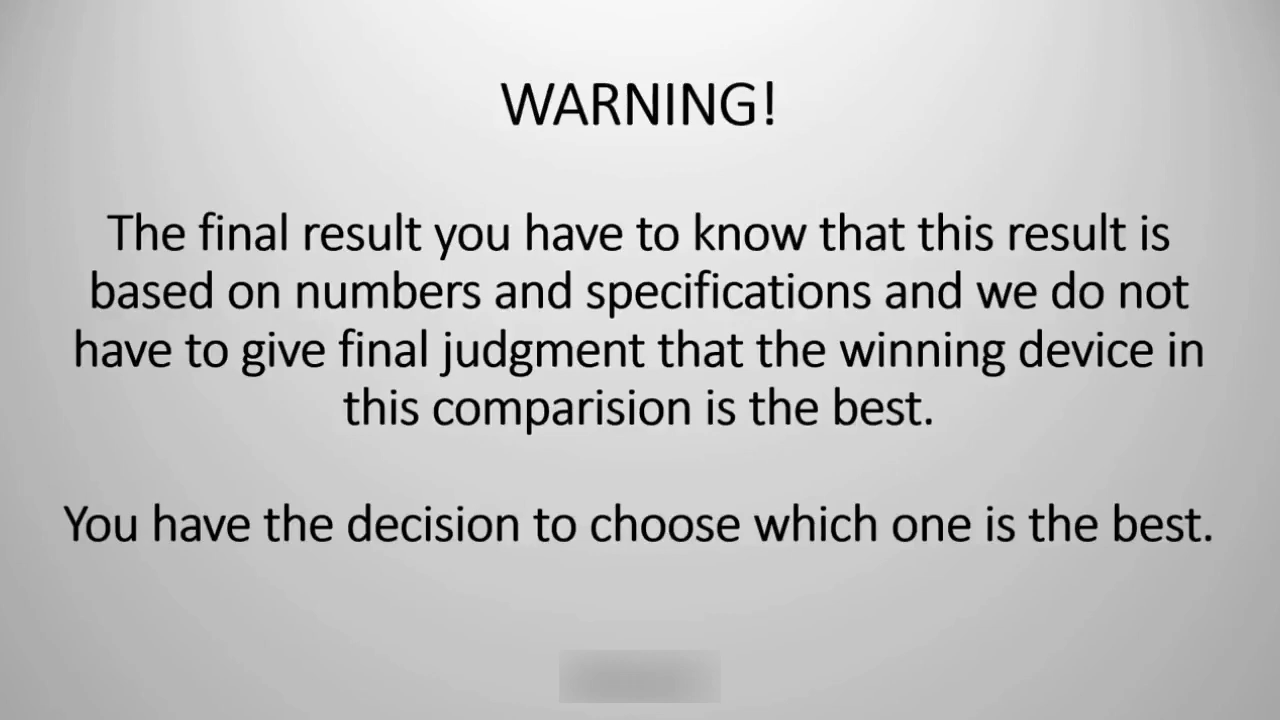 WARNING!
The final result you have to know that this result is
based on numbers and specifications and we do not
have to give final judgment that the winning device in
this comparision is the best.
You have the decision to choose which one is the best.